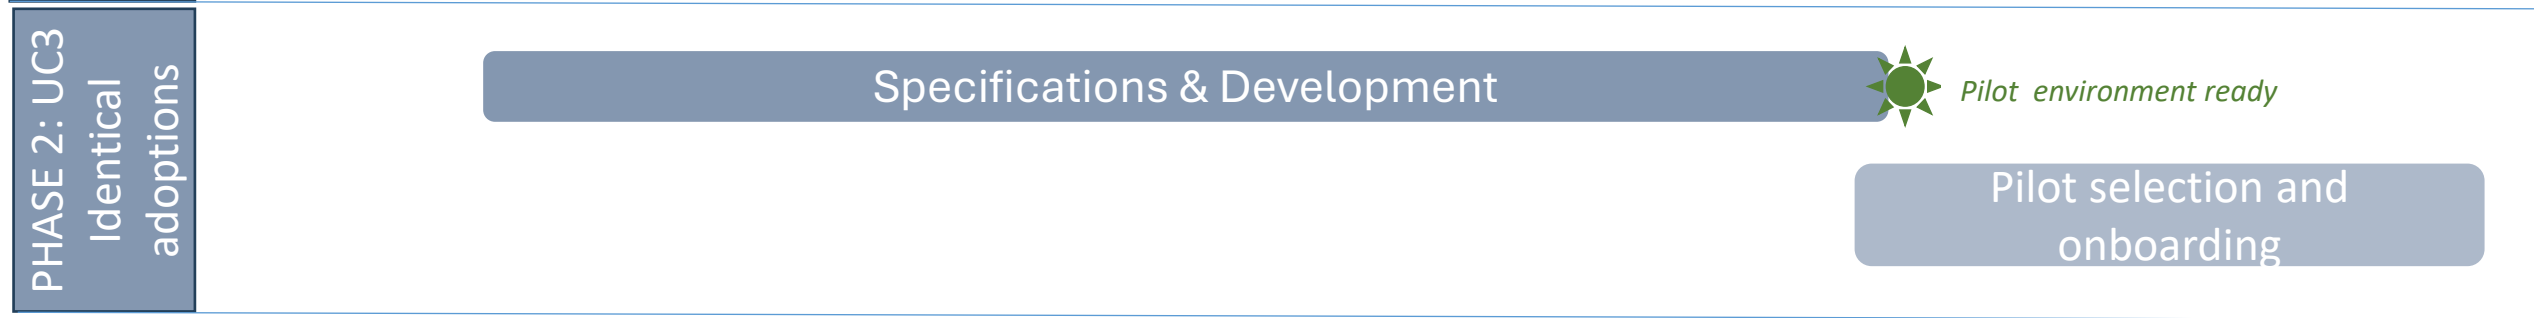 PHASE 2: UC3
Identical
adoptions
Specifications & Development
Pilot environment ready
Pilot selection and
onboarding